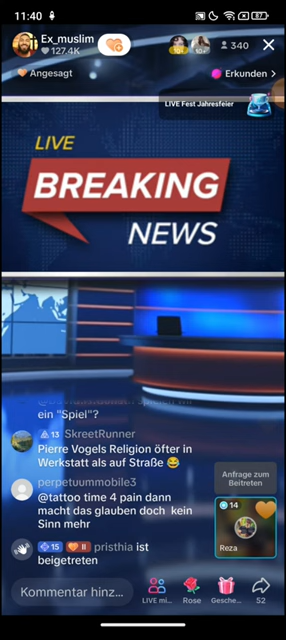 11:40
87
Ex_muslim
127.4K
10+
10+
340
Angesagt
Erkunden >
LIVE Fest Jahresfeier
LIVE
BREAKING
NEWS
ein "Spiel"?
13 SkreetRunner
Pierre Vogels Religion öfter in
Werkstatt als auf Straße 😂
perpetuummobile3
@tattoo time 4 pain dann
macht das glauben doch kein
Sinn mehr
15 II pristhia ist
beigetreten
Anfrage zum
Beitreten
14
Reza
Kommentar hinz...
LIVE mi...
Rose
Gesche...
52